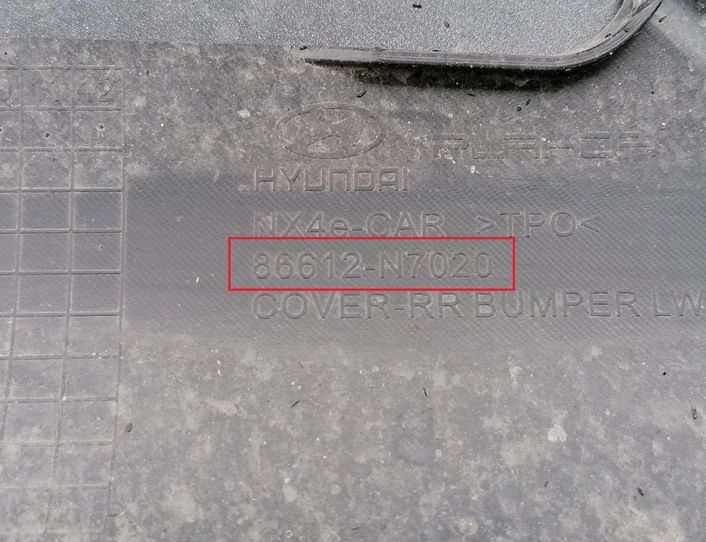 HYUNDAI
NX4e-CAR >TPO<
86612-N7020
COVER-RR BUMPER LW